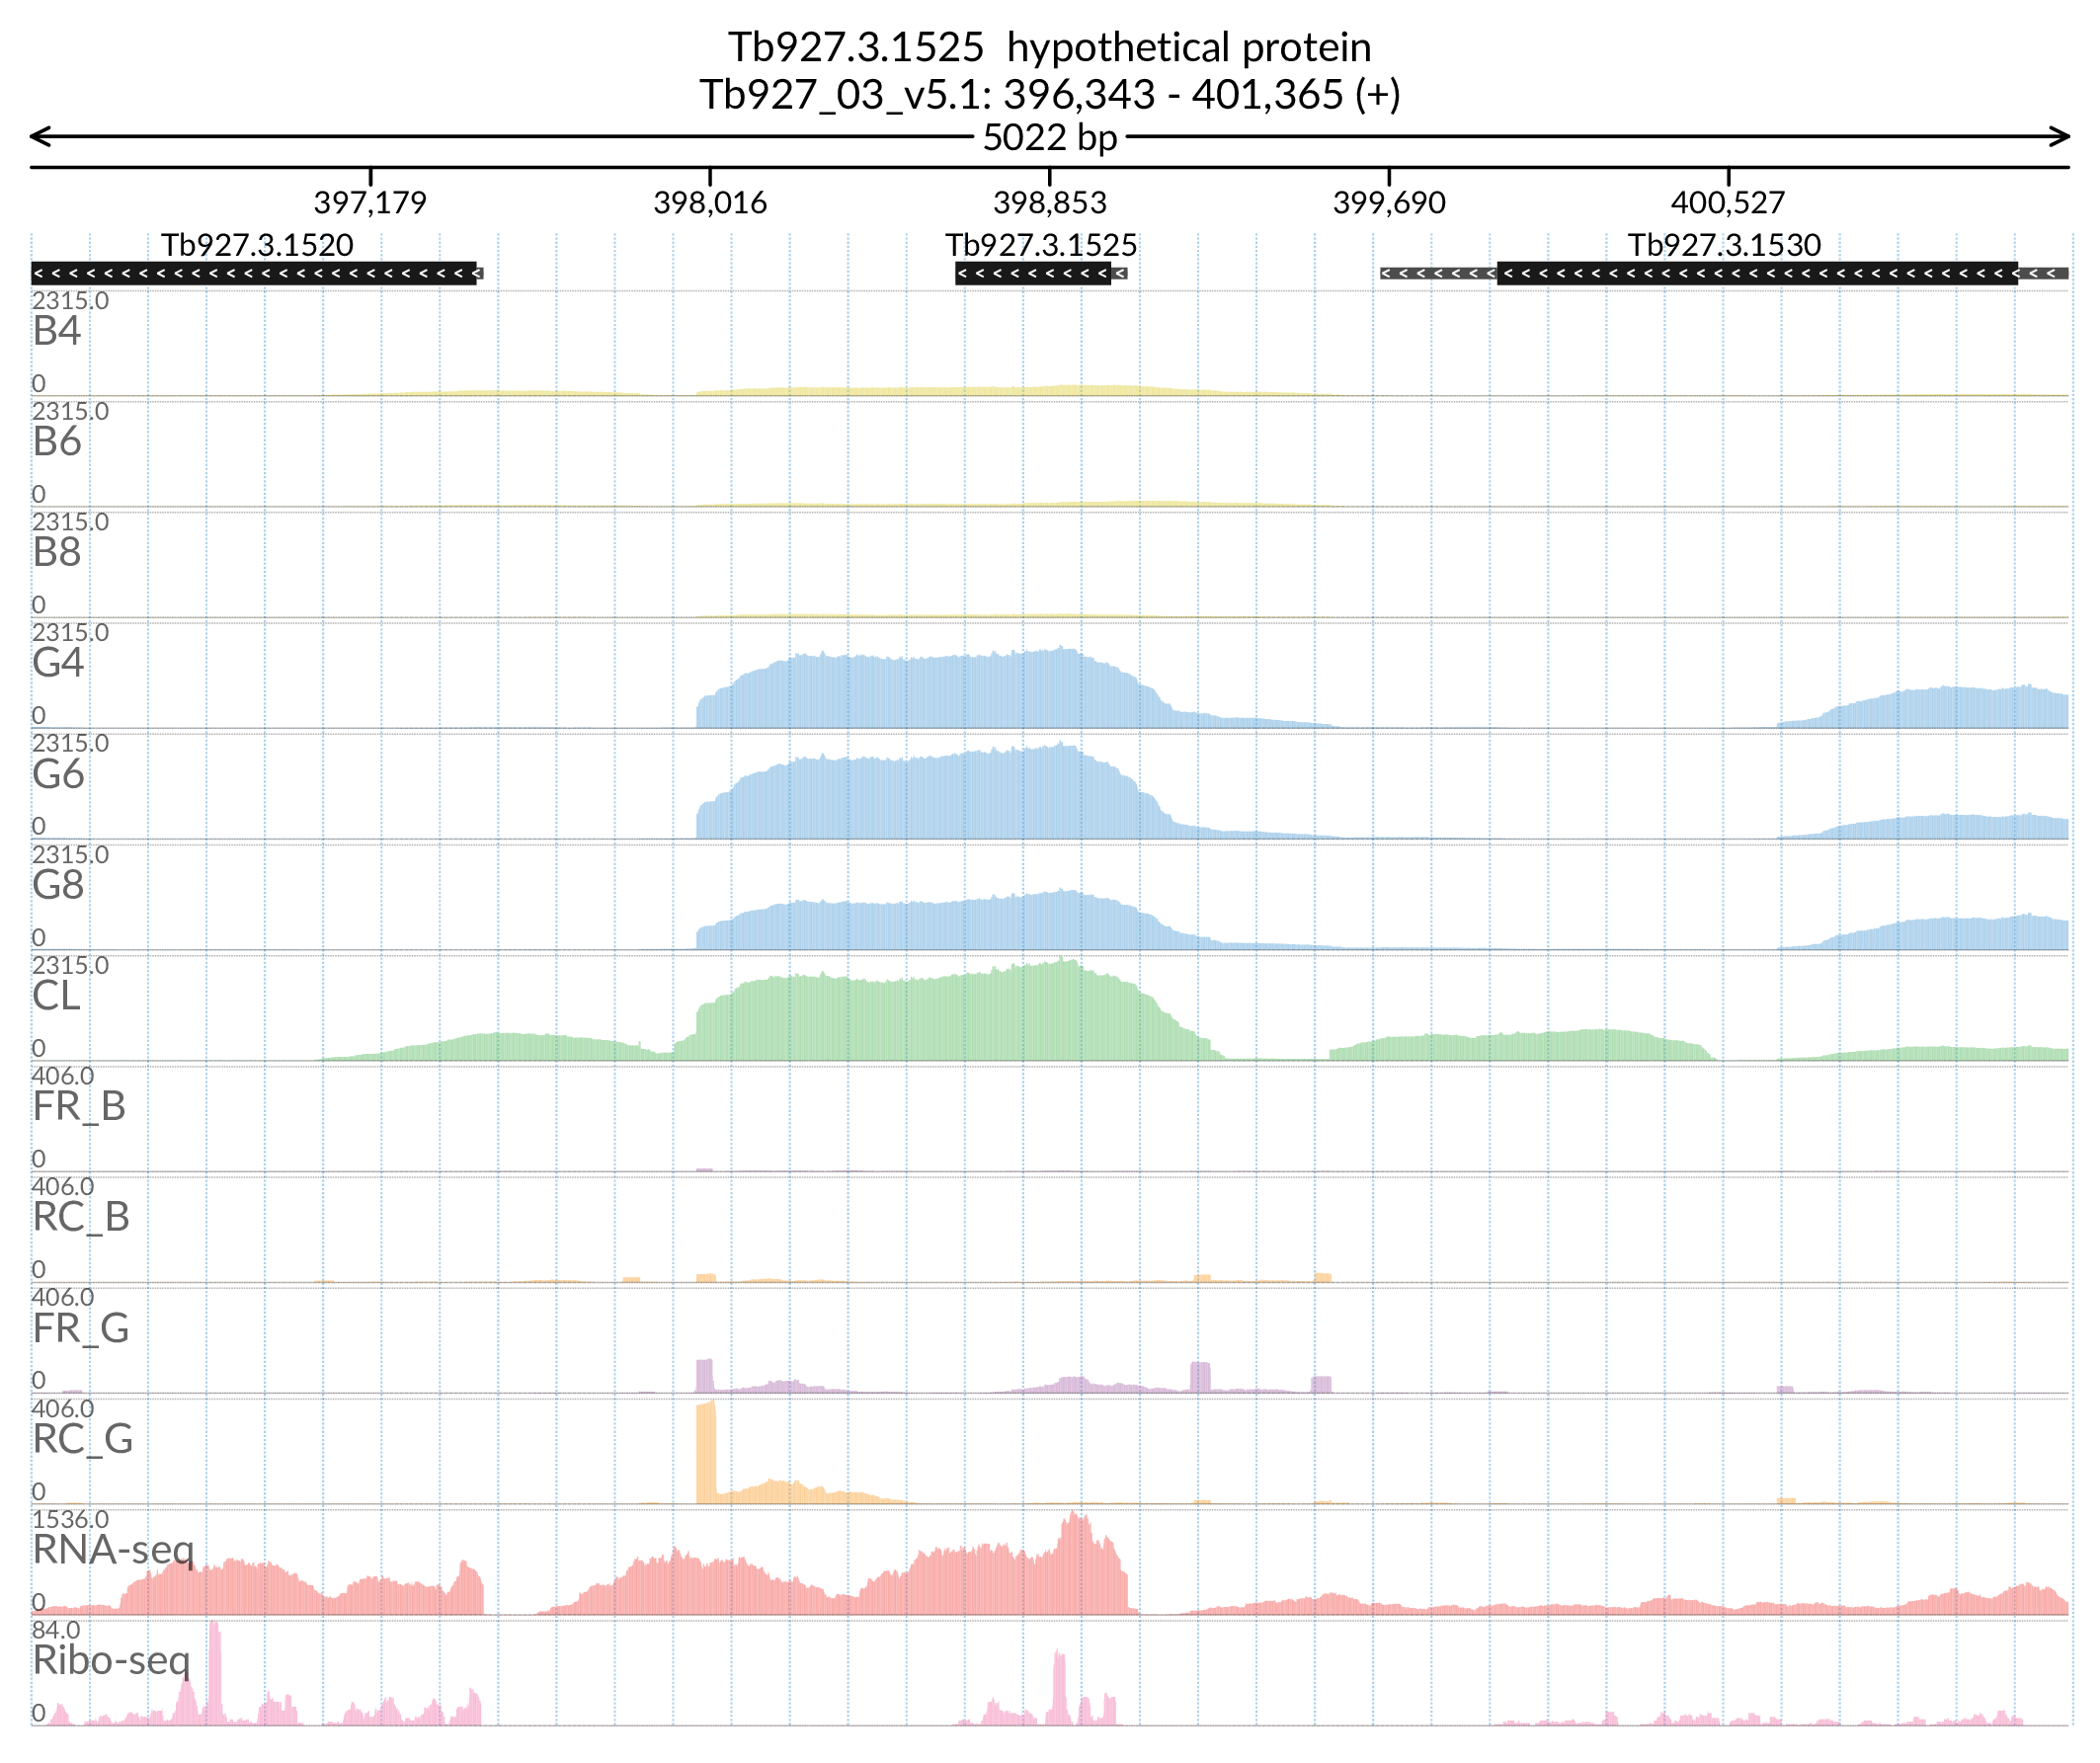 Tb927.3.1525 hypothetical protein
Tb927_03_v5.1: 396,343 - 401,365 (+)
5022 bp
397,179 398,016 398,853 399,690 400,527
Tb927.3.1520 Tb927.3.1525 Tb927.3.1530
2315.0
B4
0
2315.0
B6
0
2315.0
B8
0
2315.0
G4
0
2315.0
G6
0
2315.0
G8
0
2315.0
CL
0
406.0
FR_B
0
406.0
RC_B
0
406.0
FR_G
0
406.0
RC_G
0
1536.0
RNA-seq
0
84.0
Ribo-seq
0